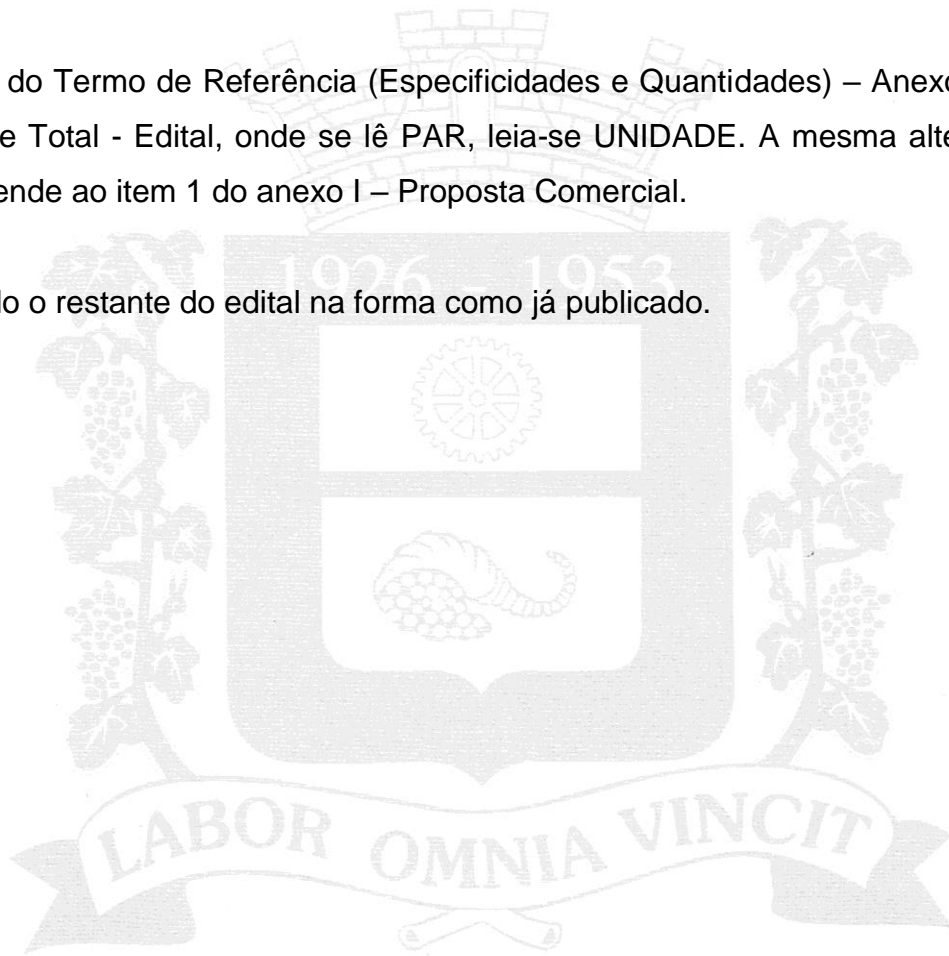 do Termo de Referência (Especificidades e Quantidades) – Anexo
e Total - Edital, onde se lê PAR, leia-se UNIDADE. A mesma alte
ende ao item 1 do anexo I – Proposta Comercial.
1926 - 1953
o o restante do edital na forma como já publicado.
LABOR OMNIA VINCIT